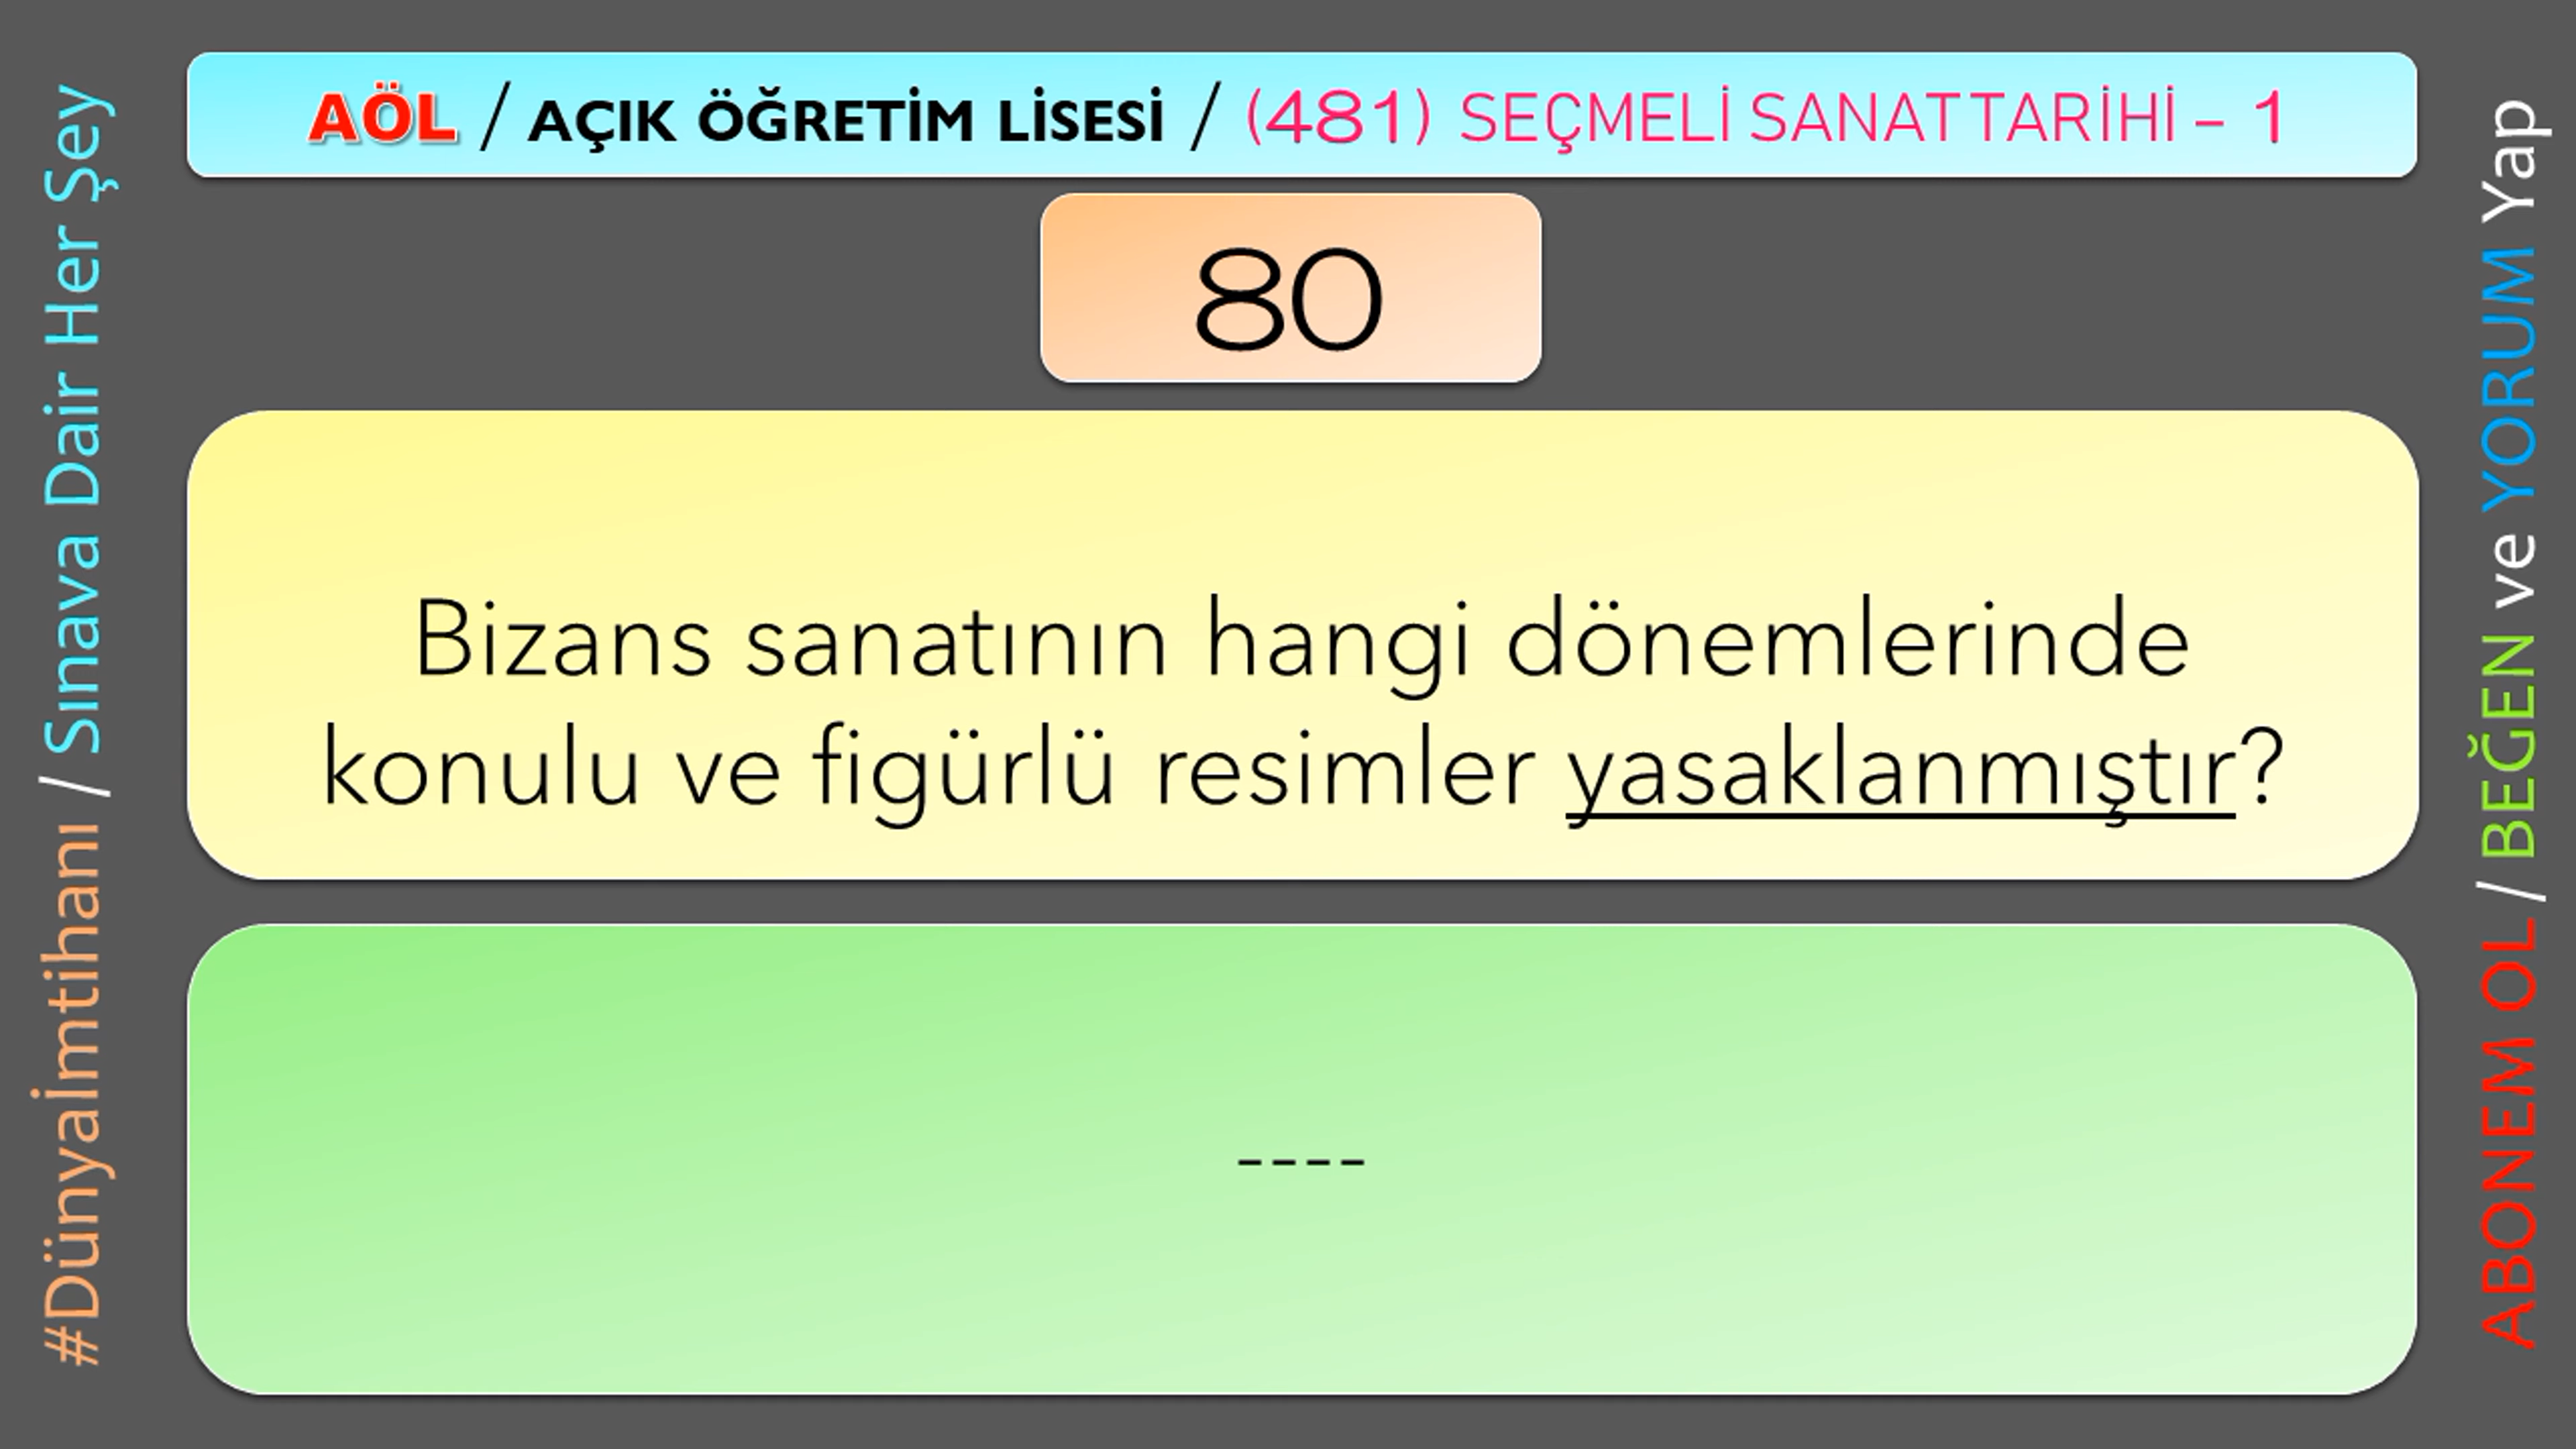 AÖL / AÇIK ÖĞRETİM LİSESİ / (481) SEÇMELİ SANAT TARİHİ – 1
80
Bizans sanatının hangi dönemlerinde
konulu ve figürlü resimler yasaklanmıştır?
----
#Dünyaİmtihanı / Sınava Dair Her Şey
ABONEM OL / BEĞEN ve YORUM Yap